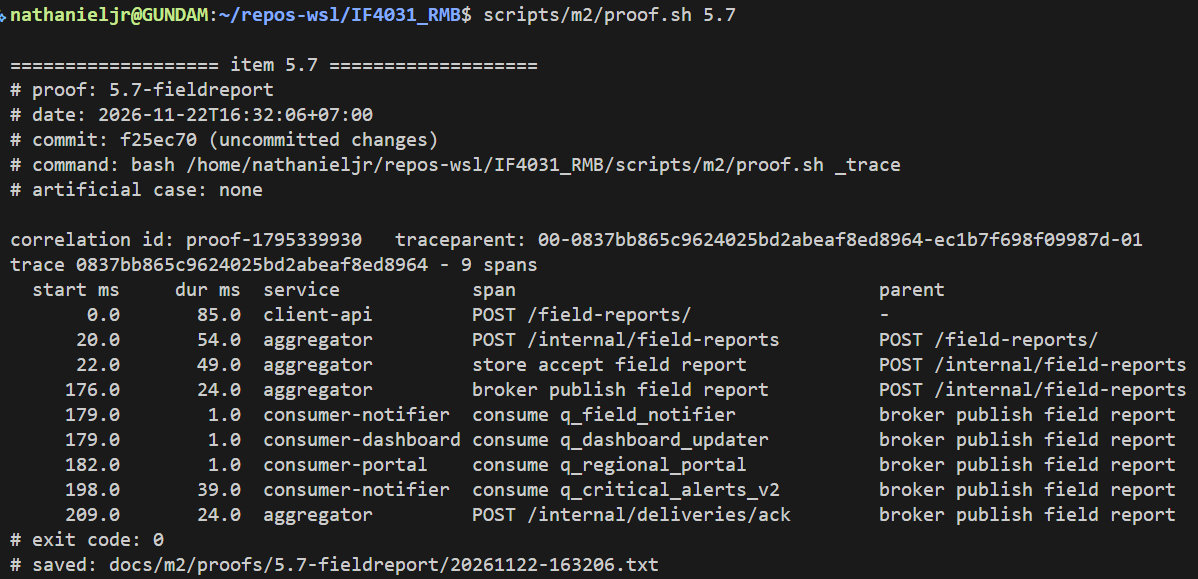 nathanieljr@GUNDAM:~/repos-wsl/IF4031_RMB$ scripts/m2/proof.sh 5.7
=================== item 5.7 ===================
# proof: 5.7-fieldreport
# date: 2026-11-22T16:32:06+07:00
# commit: f25ec70 (uncommitted changes)
# command: bash /home/nathanieljr/repos-wsl/IF4031_RMB/scripts/m2/proof.sh _trace
# artificial case: none
correlation id: proof-1795339930   traceparent: 00-0837bb865c9624025bd2abeaf8ed8964-ec1b7f698f09987d-01
trace 0837bb865c9624025bd2abeaf8ed8964 - 9 spans
  start ms     dur ms  service            span                                 parent
       0.0       85.0  client-api         POST /field-reports/                 -
      20.0       54.0  aggregator         POST /internal/field-reports         POST /field-reports/
      22.0       49.0  aggregator         store accept field report            POST /internal/field-reports
     176.0       24.0  aggregator         broker publish field report          POST /internal/field-reports
     179.0        1.0  consumer-notifier  consume q_field_notifier             broker publish field report
     179.0        1.0  consumer-dashboard consume q_dashboard_updater          broker publish field report
     182.0        1.0  consumer-portal    consume q_regional_portal            broker publish field report
     198.0       39.0  consumer-notifier  consume q_critical_alerts_v2         broker publish field report
     209.0       24.0  aggregator         POST /internal/deliveries/ack        broker publish field report
# exit code: 0
# saved: docs/m2/proofs/5.7-fieldreport/20261122-163206.txt